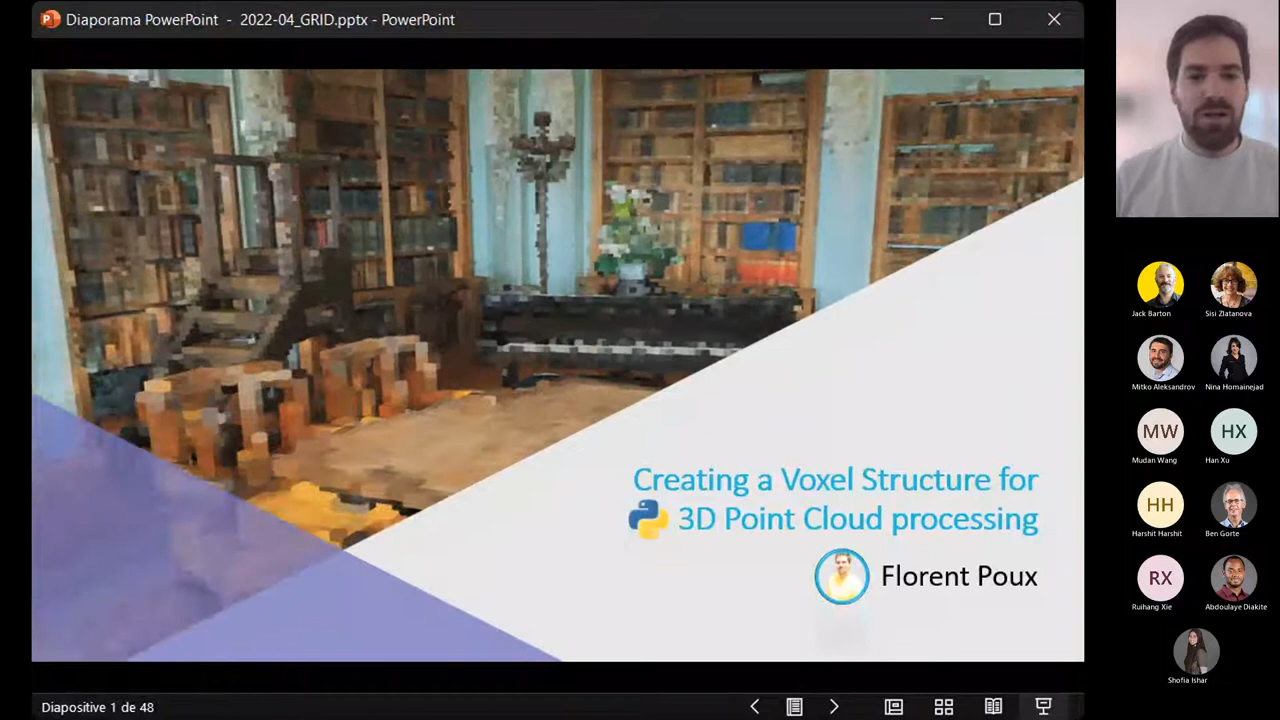 Diaporama PowerPoint - 2022-04_GRID.pptx - PowerPoint
Creating a Voxel Structure for
3D Point Cloud processing
Florent Poux
Diapositive 1 de 48
Jack Barton
Sisi Zlatanova
Mitko Aleksandrov
Nina Homainejad
MW
HX
Mudan Wang
Han Xu
HH
Harshit Harshit
Ben Gorte
RX
Ruihang Xie
Abdoulaye Diakite
Shofia Ishar